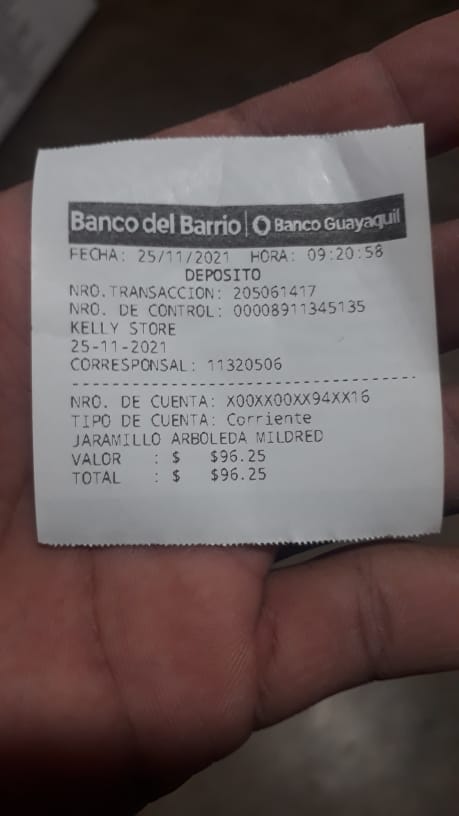 Banco del Barrio | Banco Guayaquil
FECHA: 25/11/2021 HORA: 09:20:58
DEPOSITO
NRO.TRANSACCION: 205061417
NRO. DE CONTROL: 00008911345135
KELLY STORE
25-11-2021
CORRESPONSAL: 11320506
NRO. DE CUENTA: X00XX00XX94XX16
TIPO DE CUENTA: Corriente
JARAMILLO ARBOLEDA MILDRED
VALOR : $ $96.25
TOTAL : $ $96.25